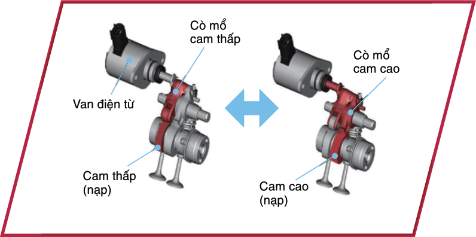 Cò mổ
cam thấp
Van điện từ
Cam thấp
(nạp)
Cò mổ
cam cao
Cam cao
(nạp)